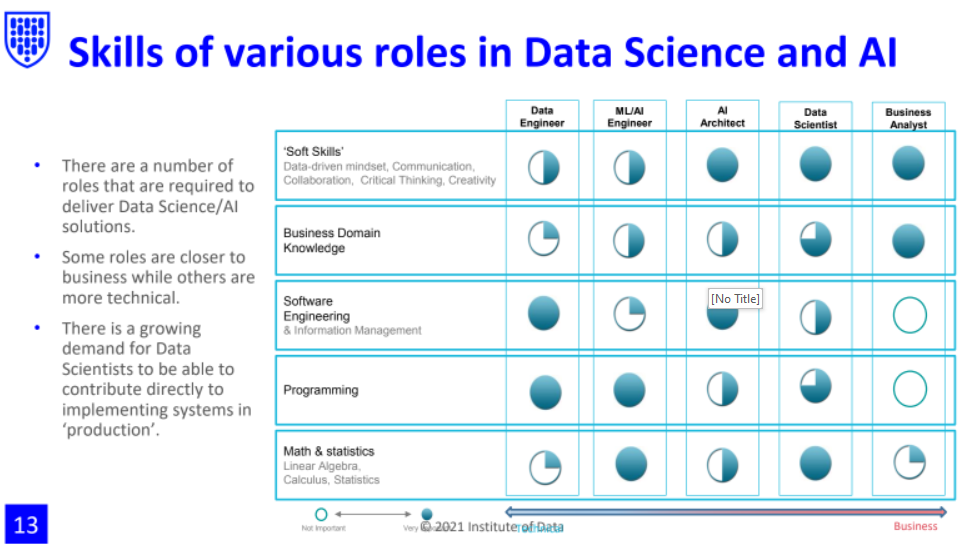 Skills of various roles in Data Science and AI
• There are a number of
roles that are required to
deliver Data Science/AI
solutions.
• Some roles are closer to
business while others are
more technical.
• There is a growing
demand for Data
Scientists to be able to
contribute directly to
implementing systems in
‘production’.
Data
Engineer
ML/AI
Engineer
AI
Architect
Data
Scientist
Business
Analyst
‘Soft Skills’
Data-driven mindset, Communication,
Collaboration, Critical Thinking, Creativity
Business Domain
Knowledge
Software
Engineering
& Information Management
[No Title]
Programming
Math & statistics
Linear Algebra,
Calculus, Statistics
Not Important
Very
Technical
Business
© 2021 Institute of Data
13